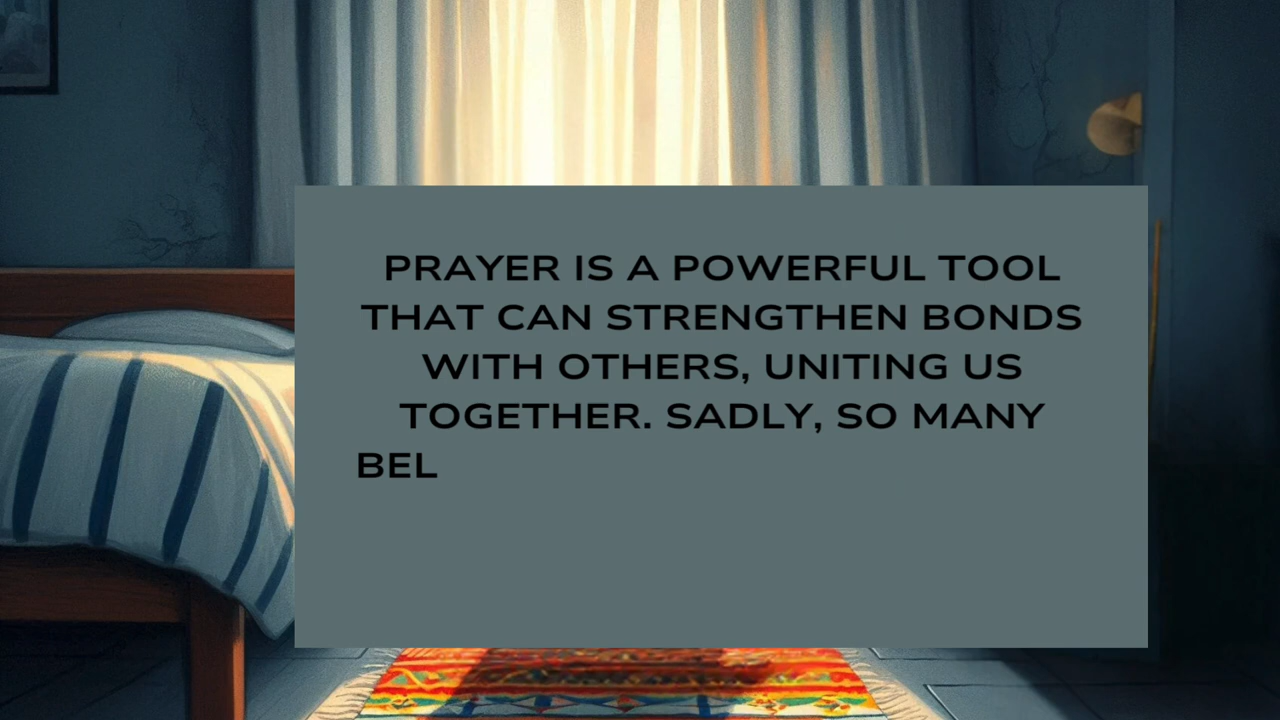 PRAYER IS A POWERFUL TOOL
THAT CAN STRENGTHEN BONDS
WITH OTHERS, UNITING US
TOGETHER. SADLY, SO MANY
BEL